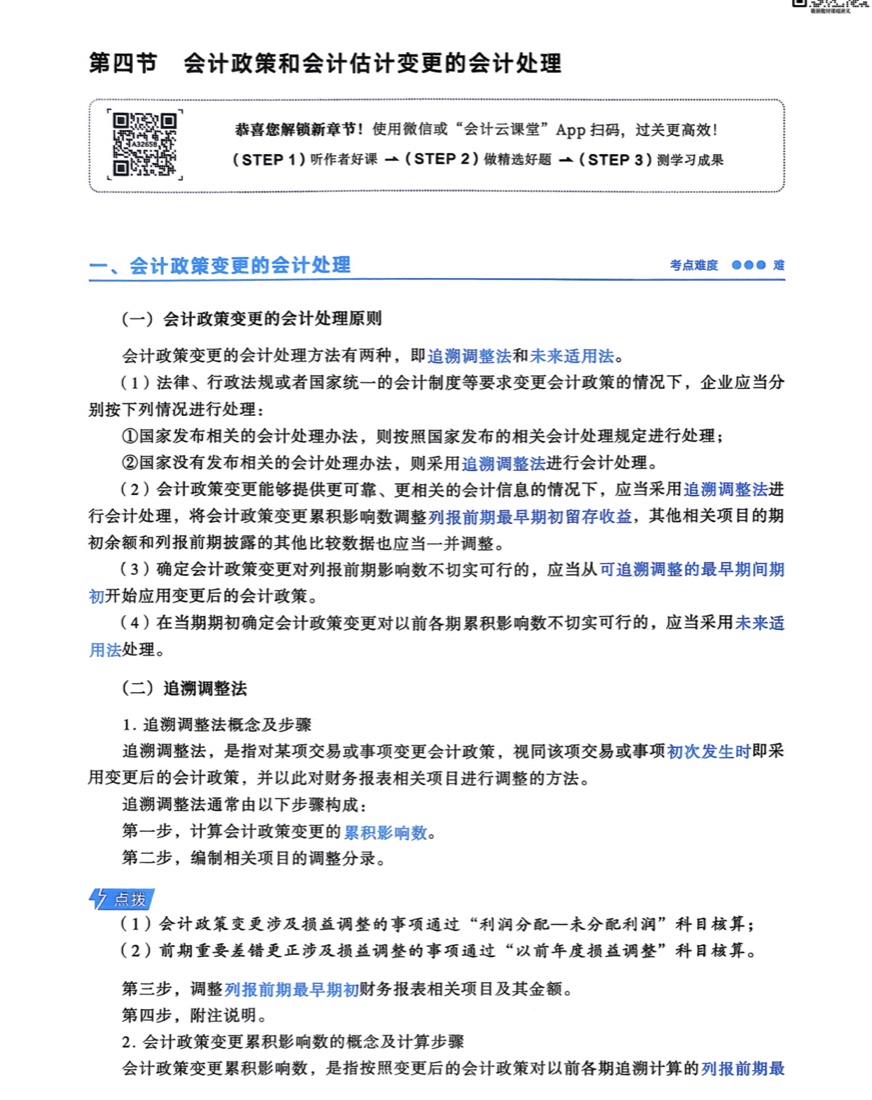 最新教材课程讲义
第四节 会计政策和会计估计变更的会计处理
A32658
恭喜您解锁新章节！使用微信或“会计云课堂”App 扫码，过关更高效！
（STEP 1）听作者好课 ⇀（STEP 2）做精选好题 ⇀（STEP 3）测学习成果
一、会计政策变更的会计处理
考点难度 ●●● 难
（一）会计政策变更的会计处理原则
会计政策变更的会计处理方法有两种，即追溯调整法和未来适用法。
（1）法律、行政法规或者国家统一的会计制度等要求变更会计政策的情况下，企业应当分
别按下列情况进行处理：
①国家发布相关的会计处理办法，则按照国家发布的相关会计处理规定进行处理；
②国家没有发布相关的会计处理办法，则采用追溯调整法进行会计处理。
（2）会计政策变更能够提供更可靠、更相关的会计信息的情况下，应当采用追溯调整法进
行会计处理，将会计政策变更累积影响数调整列报前期最早期初留存收益，其他相关项目的期
初余额和列报前期披露的其他比较数据也应当一并调整。
（3）确定会计政策变更对列报前期影响数不切实可行的，应当从可追溯调整的最早期间期
初开始应用变更后的会计政策。
（4）在当期期初确定会计政策变更对以前各期累积影响数不切实可行的，应当采用未来适
用法处理。
（二）追溯调整法
1. 追溯调整法概念及步骤
追溯调整法，是指对某项交易或事项变更会计政策，视同该项交易或事项初次发生时即采
用变更后的会计政策，并以此对财务报表相关项目进行调整的方法。
追溯调整法通常由以下步骤构成：
第一步，计算会计政策变更的累积影响数。
第二步，编制相关项目的调整分录。
点拨
（1）会计政策变更涉及损益调整的事项通过“利润分配—未分配利润”科目核算；
（2）前期重要差错更正涉及损益调整的事项通过“以前年度损益调整”科目核算。
第三步，调整列报前期最早期初财务报表相关项目及其金额。
第四步，附注说明。
2. 会计政策变更累积影响数的概念及计算步骤
会计政策变更累积影响数，是指按照变更后的会计政策对以前各期追溯计算的列报前期最